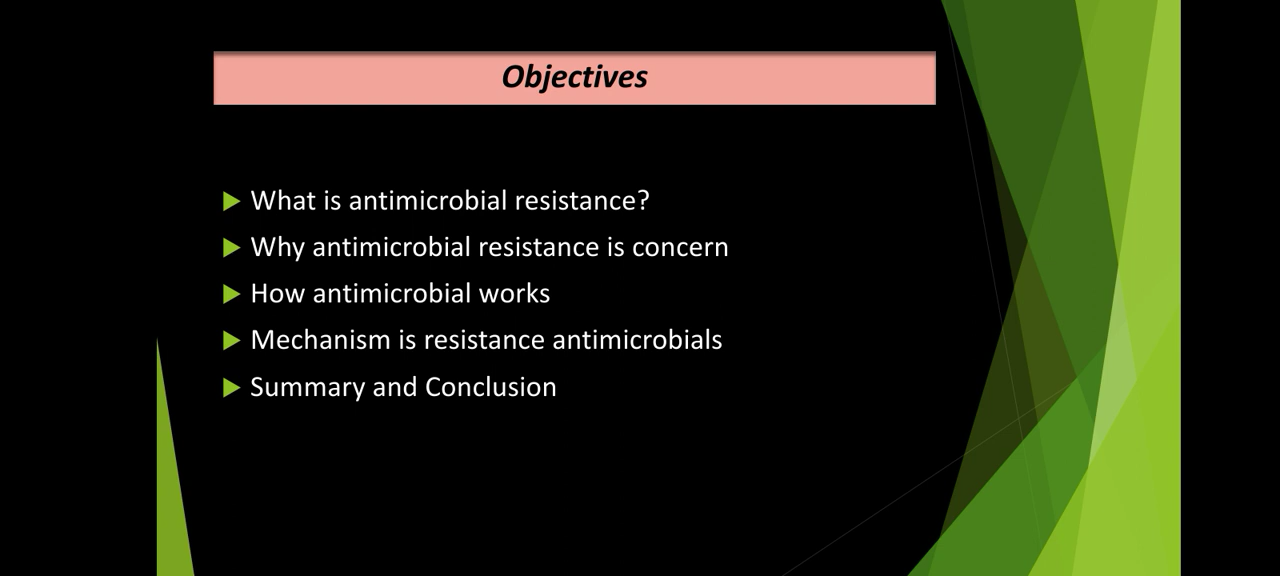 Objectives
What is antimicrobial resistance?
Why antimicrobial resistance is concern
How antimicrobial works
Mechanism is resistance antimicrobials
Summary and Conclusion